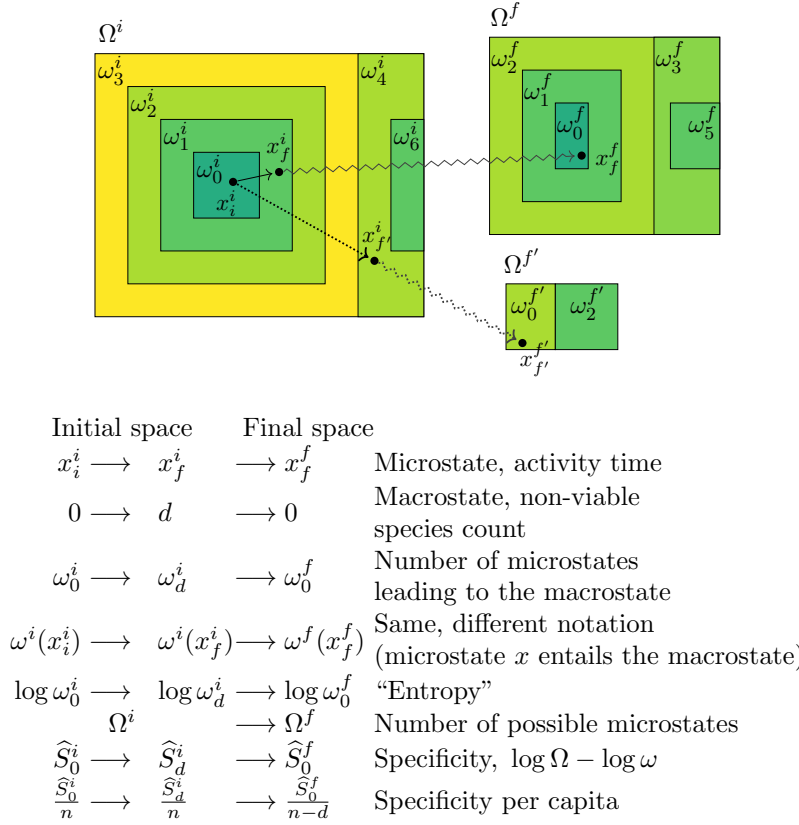 Ω^i
Ω^f
ω_3^i
ω_4^i
ω_2^f
ω_3^f
ω_2^i
ω_1^f
ω_1^i
x_f^i
ω_6^i
ω_0^f
ω_5^f
ω_0^i
x_f^f
x_i^i
x_{f'}^i
Ω^{f'}
ω_0^{f'}
ω_2^{f'}
x_{f'}^{f'}
Initial space Final space
x_i^i ⟶ x_f^i ⟶ x_f^f Microstate, activity time
0 ⟶ d ⟶ 0 Macrostate, non-viable
species count
ω_0^i ⟶ ω_d^i ⟶ ω_0^f Number of microstates
leading to the macrostate
ω^i(x_i^i) ⟶ ω^i(x_f^i) ⟶ ω^f(x_f^f) Same, different notation
(microstate x entails the macrostate)
log ω_0^i ⟶ log ω_d^i ⟶ log ω_0^f “Entropy”
Ω^i ⟶ Ω^f Number of possible microstates
Ŝ_0^i ⟶ Ŝ_d^i ⟶ Ŝ_0^f Specificity, log Ω − log ω
Ŝ_0^i/n ⟶ Ŝ_d^i/n ⟶ Ŝ_0^f/(n−d) Specificity per capita